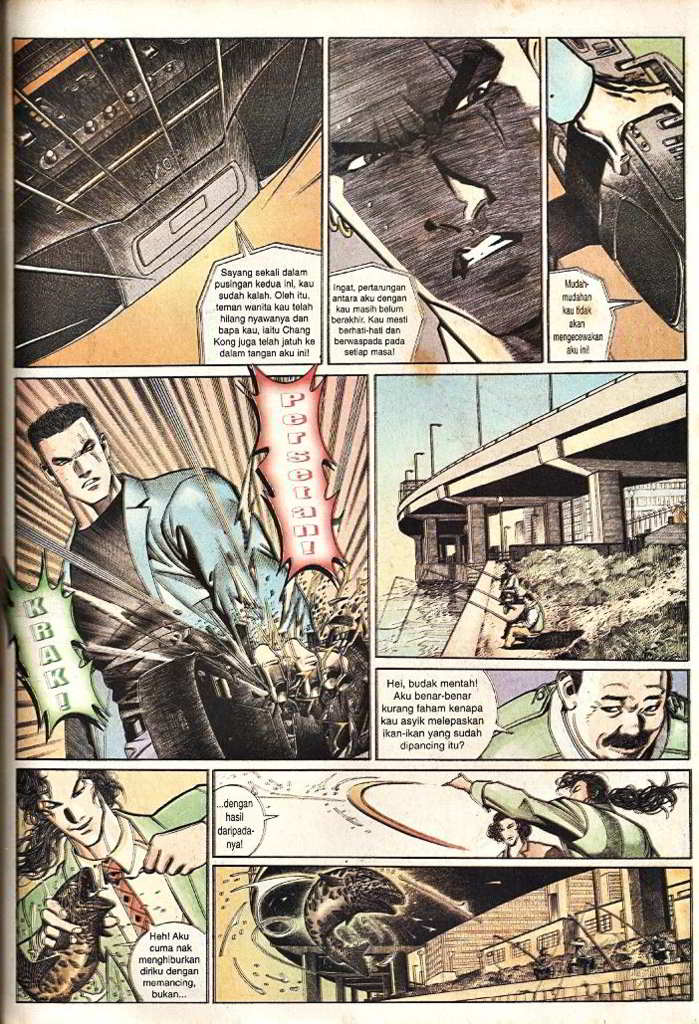 Sayang sekali dalam
pusingan kedua ini, kau
sudah kalah. Oleh itu,
teman wanita kau telah
hilang nyawanya dan
bapa kau, iaitu Chang
Kong juga telah jatuh ke
dalam tangan aku ini!
Ingat, pertarungan
antara aku dengan
kau masih belum
berakhir. Kau mesti
berhati-hati dan
berwaspada pada
setiap masa!
Mudah-
mudahan
kau tidak
akan
mengecewakan
aku ini!
Persetan!
KRAK!
Hei, budak mentah!
Aku benar-benar
kurang faham kenapa
kau asyik melepaskan
ikan-ikan yang sudah
dipancing itu?
Heh! Aku
cuma nak
menghiburkan
diriku dengan
memancing,
bukan...
...dengan
hasil
daripada-
nya!